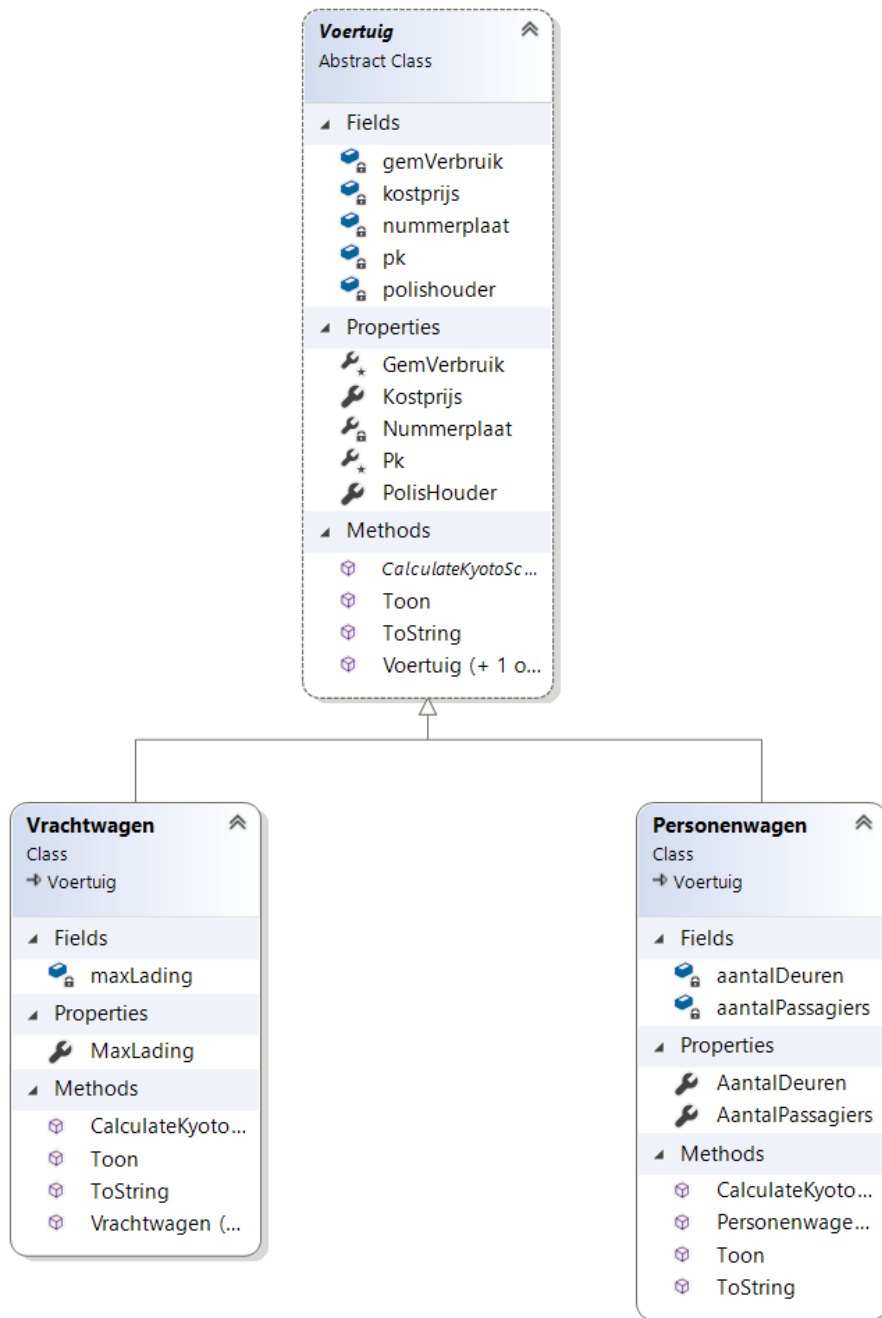 Voertuig
Abstract Class
Fields
gemVerbruik
kostprijs
nummerplaat
pk
polishouder
Properties
GemVerbruik
Kostprijs
Nummerplaat
Pk
PolisHouder
Methods
CalculateKyotoSc...
Toon
ToString
Voertuig (+ 1 o...
Vrachtwagen
Class
Voertuig
Fields
maxLading
Properties
MaxLading
Methods
CalculateKyoto...
Toon
ToString
Vrachtwagen (...
Personenwagen
Class
Voertuig
Fields
aantalDeuren
aantalPassagiers
Properties
AantalDeuren
AantalPassagiers
Methods
CalculateKyoto...
Personenwage...
Toon
ToString